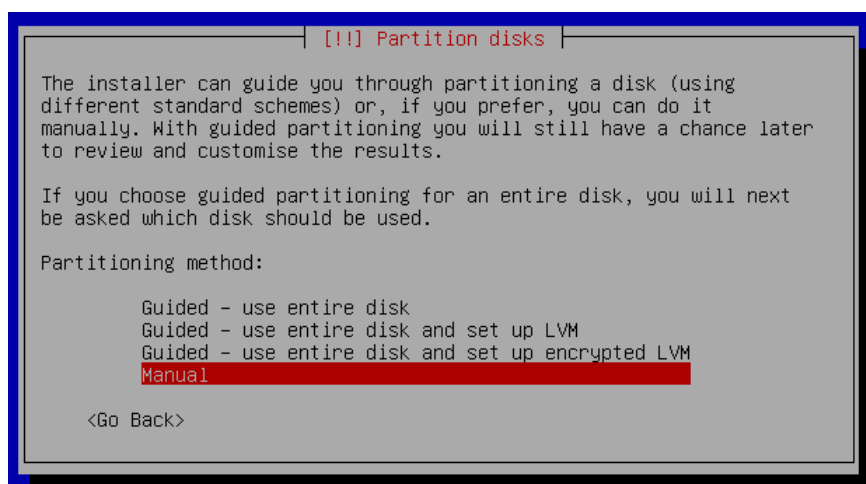 [!!] Partition disks
The installer can guide you through partitioning a disk (using
different standard schemes) or, if you prefer, you can do it
manually. With guided partitioning you will still have a chance later
to review and customise the results.
If you choose guided partitioning for an entire disk, you will next
be asked which disk should be used.
Partitioning method:
Guided - use entire disk
Guided - use entire disk and set up LVM
Guided - use entire disk and set up encrypted LVM
Manual
<Go Back>